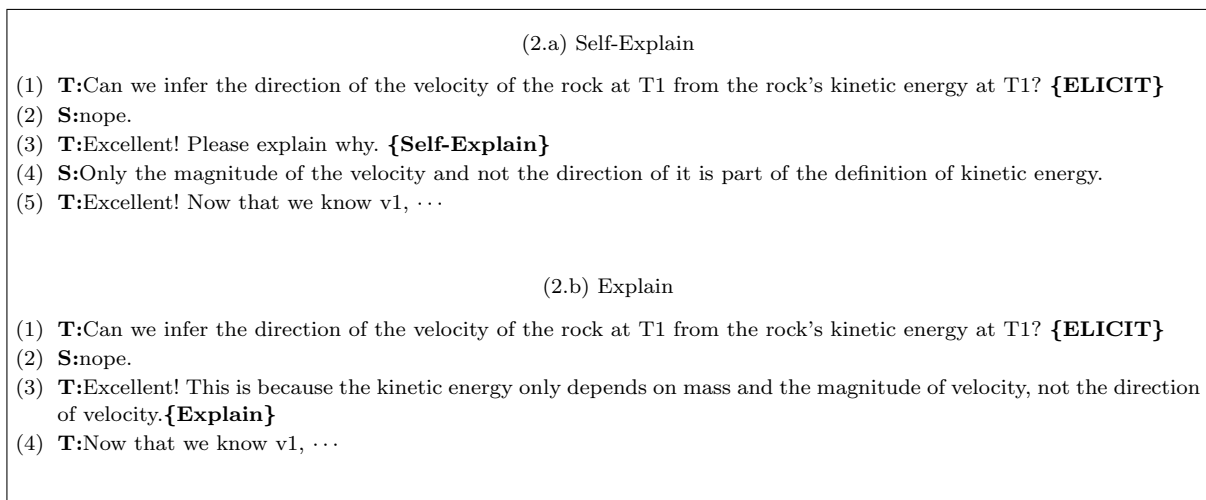 (2.a) Self-Explain
(1) T:Can we infer the direction of the velocity of the rock at T1 from the rock's kinetic energy at T1? {ELICIT}
(2) S:nope.
(3) T:Excellent! Please explain why. {Self-Explain}
(4) S:Only the magnitude of the velocity and not the direction of it is part of the definition of kinetic energy.
(5) T:Excellent! Now that we know v1, ···
(2.b) Explain
(1) T:Can we infer the direction of the velocity of the rock at T1 from the rock's kinetic energy at T1? {ELICIT}
(2) S:nope.
(3) T:Excellent! This is because the kinetic energy only depends on mass and the magnitude of velocity, not the direction
of velocity.{Explain}
(4) T:Now that we know v1, ···